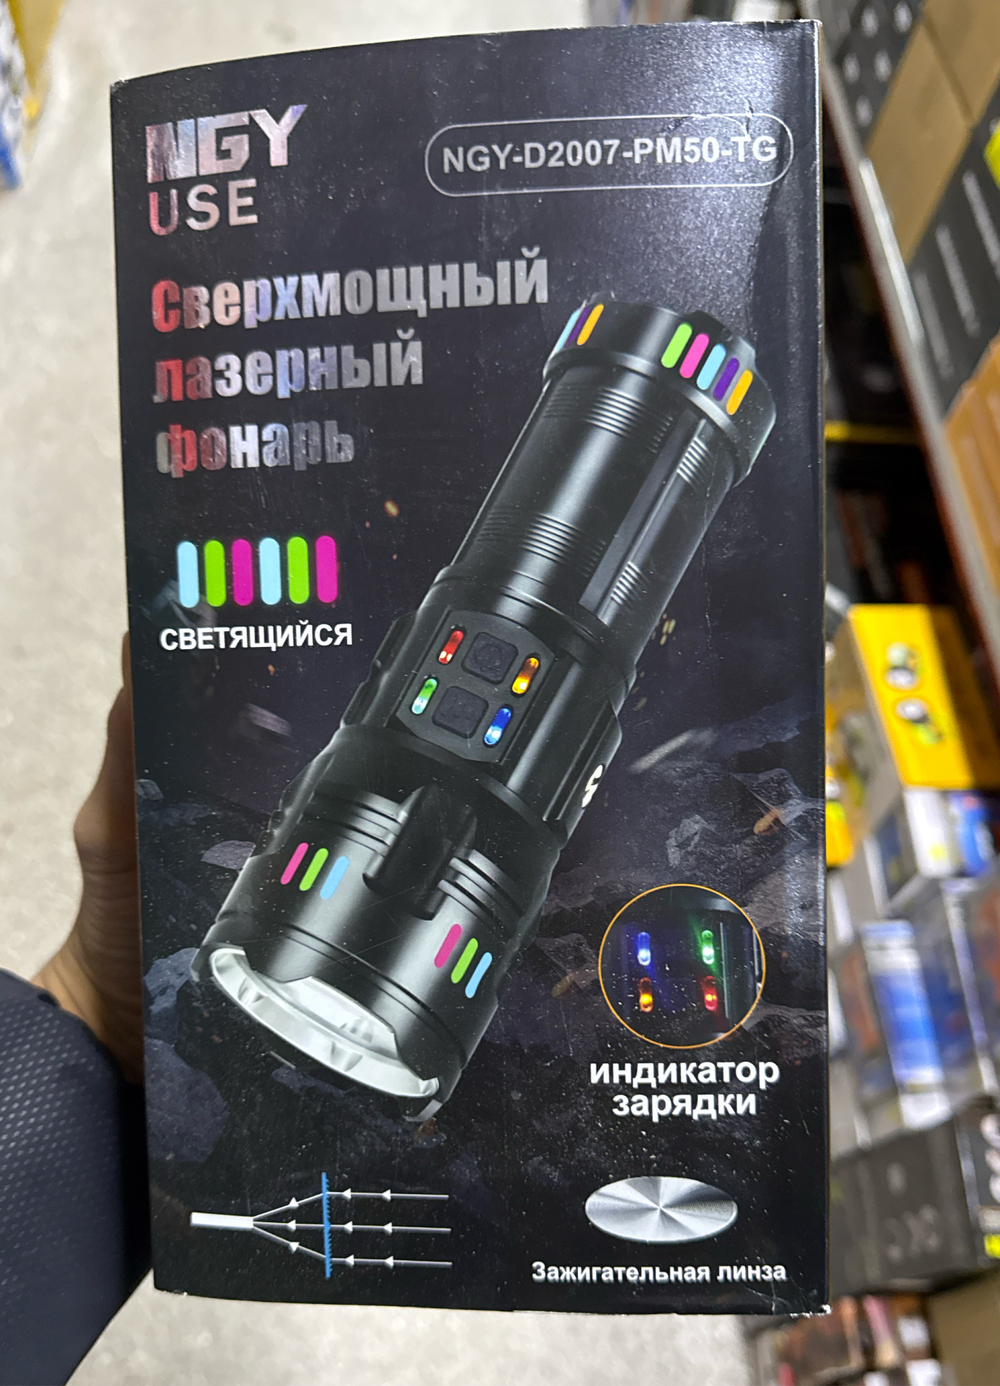 NGY
USE
NGY-D2007-PM50-TG
Сверхмощный
лазерный
фонарь
СВЕТЯЩИЙСЯ
индикатор
зарядки
Зажигательная линза